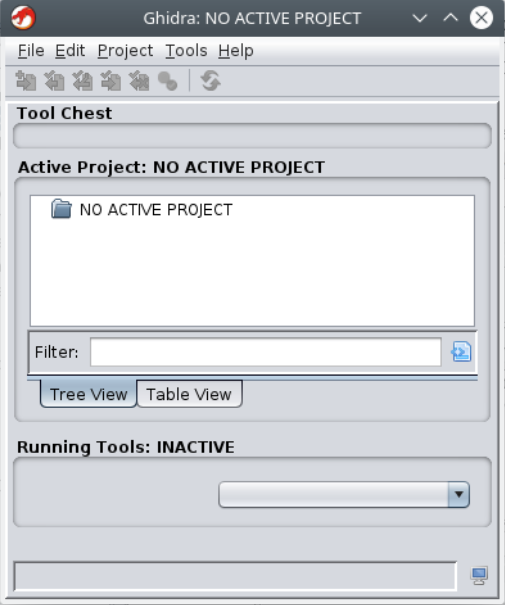 Ghidra: NO ACTIVE PROJECT
File Edit Project Tools Help
Tool Chest
Active Project: NO ACTIVE PROJECT
NO ACTIVE PROJECT
Filter:
Tree View Table View
Running Tools: INACTIVE